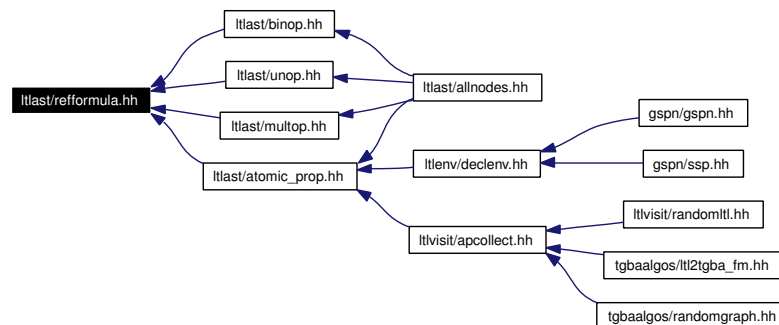 ltlast/refformula.hh
ltlast/binop.hh
ltlast/unop.hh
ltlast/multop.hh
ltlast/atomic_prop.hh
ltlast/allnodes.hh
ltlenv/declenv.hh
ltlvisit/apcollect.hh
gspn/gspn.hh
gspn/ssp.hh
ltlvisit/randomltl.hh
tgbaalgos/ltl2tgba_fm.hh
tgbaalgos/randomgraph.hh